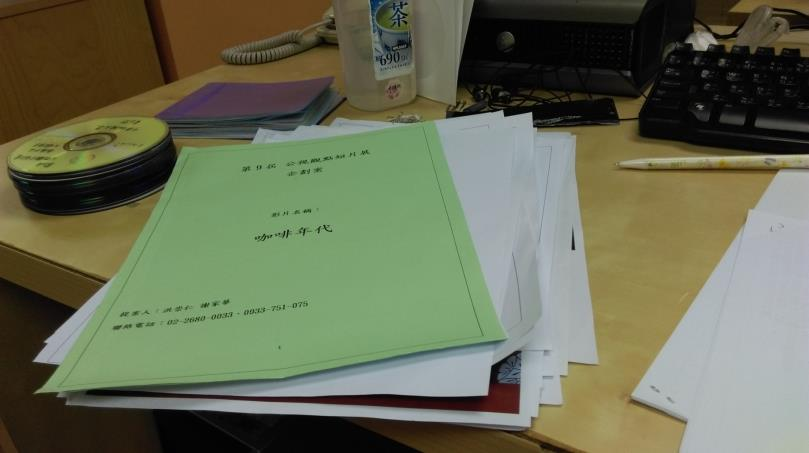 茶
690
第9屆 公視觀點短片展
企劃案
影片名稱：
咖啡年代
提案人：洪崇仁 謝家華
聯絡電話：02-2680-0033、0933-751-075